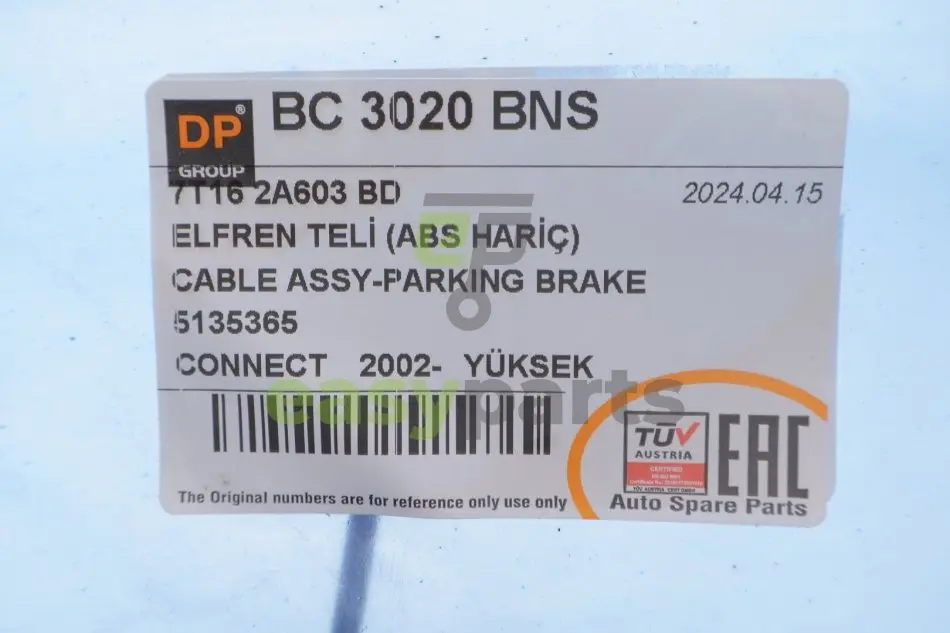 DP®
GROUP
BC 3020 BNS
7T16 2A603 BD
2024.04.15
ELFREN TELİ (ABS HARİÇ)
CABLE ASSY-PARKING BRAKE
5135365
CONNECT 2002- YÜKSEK
easyparts
The Original numbers are for reference only use only
TÜV
AUSTRIA
CERTIFIED
EAC
Auto Spare Parts